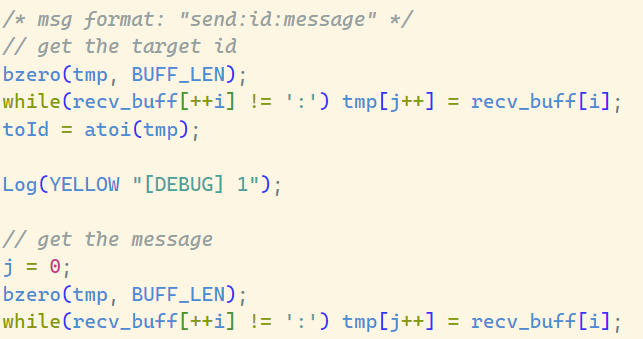 /* msg format: "send:id:message" */
// get the target id
bzero(tmp, BUFF_LEN);
while(recv_buff[++i] != ':') tmp[j++] = recv_buff[i];
toId = atoi(tmp);
Log(YELLOW "[DEBUG] 1");
// get the message
j = 0;
bzero(tmp, BUFF_LEN);
while(recv_buff[++i] != ':') tmp[j++] = recv_buff[i];